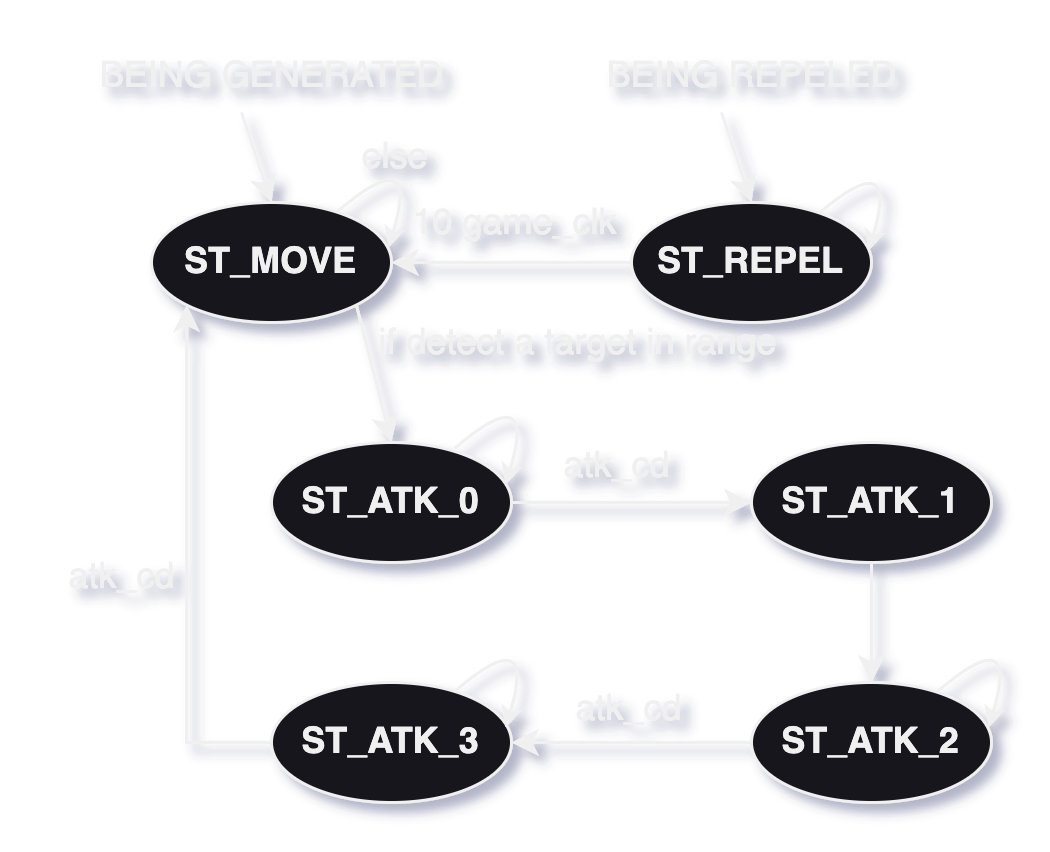 BEING GENERATED
BEING REPELED
else
10 game_clk
ST_MOVE
ST_REPEL
if detect a target in range
atk_cd
ST_ATK_0
ST_ATK_1
atk_cd
atk_cd
ST_ATK_3
ST_ATK_2